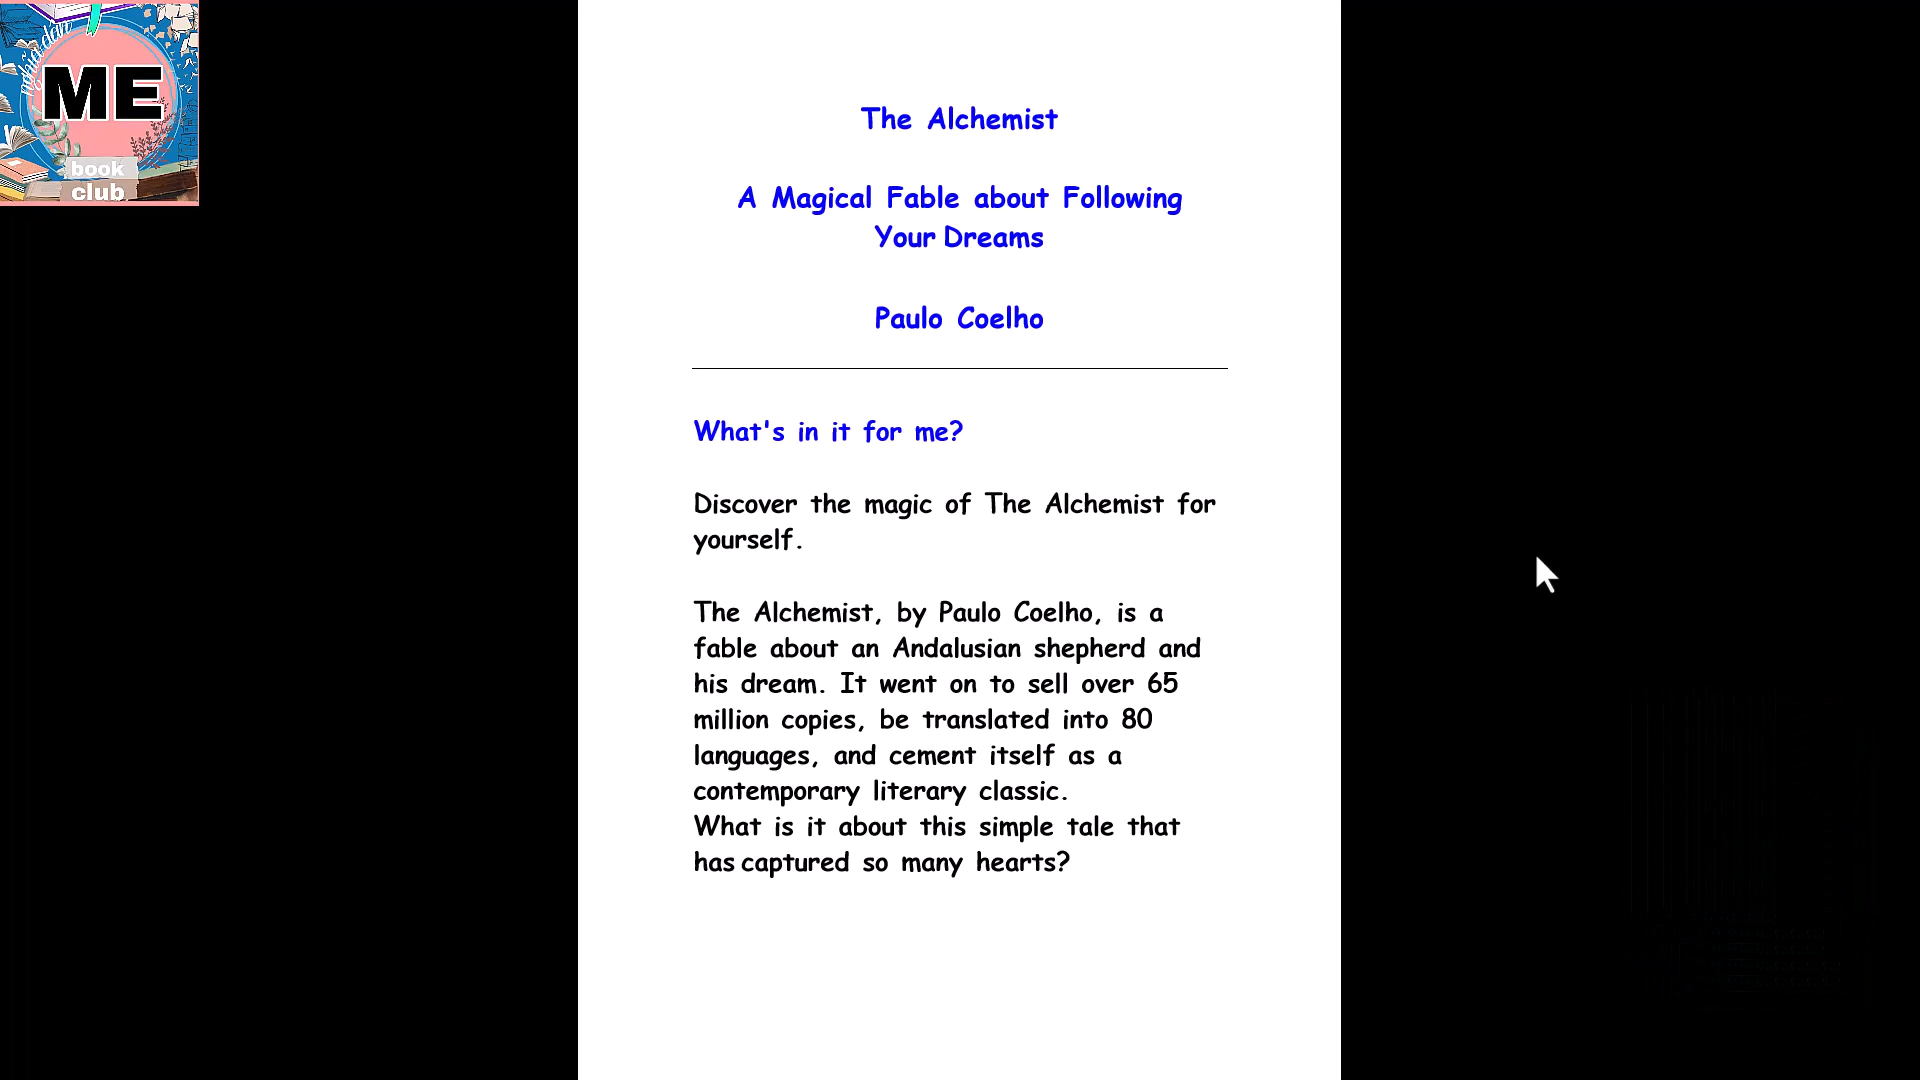 ME
book
club
The Alchemist
A Magical Fable about Following
Your Dreams
Paulo Coelho
What's in it for me?
Discover the magic of The Alchemist for
yourself.
The Alchemist, by Paulo Coelho, is a
fable about an Andalusian shepherd and
his dream. It went on to sell over 65
million copies, be translated into 80
languages, and cement itself as a
contemporary literary classic.
What is it about this simple tale that
has captured so many hearts?